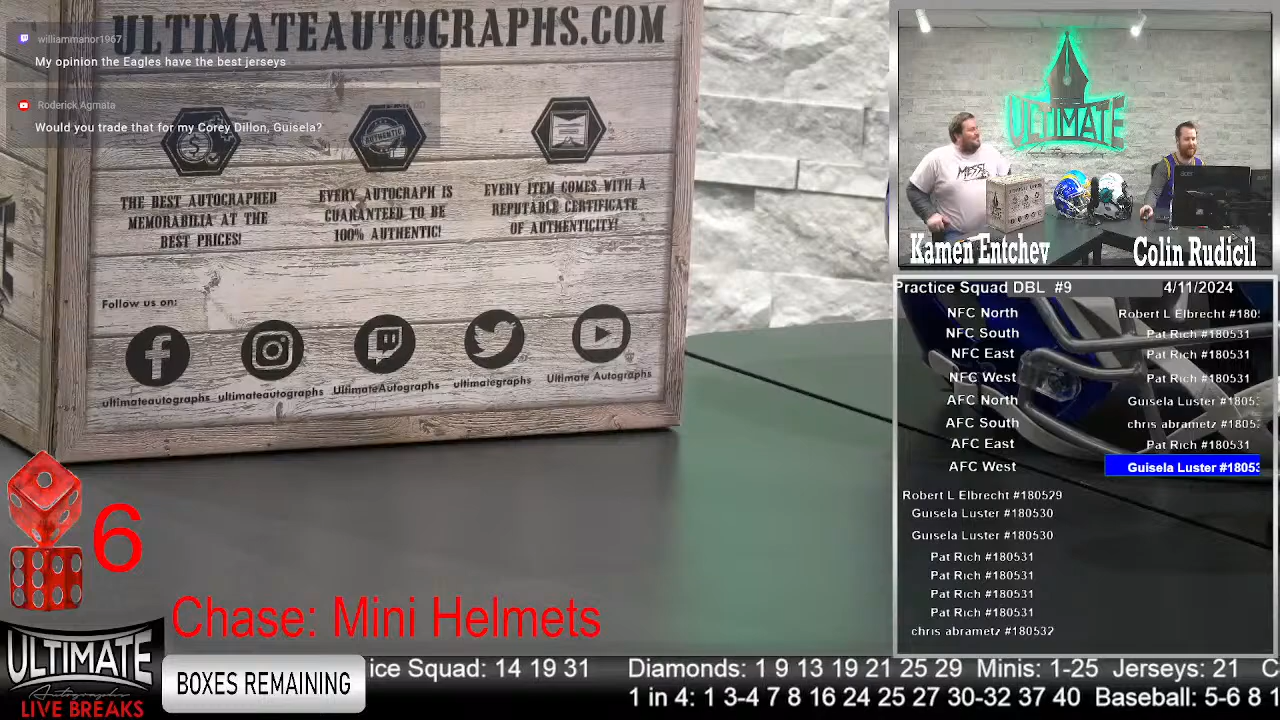 ULTIMATEAUTOGRAPHS.COM
williammanor1967
My opinion the Eagles have the best jerseys
Roderick Agmata
Would you trade that for my Corey Dillon, Guisela?
AUTHENTIC
THE BEST AUTOGRAPHED
MEMORABILIA AT THE
BEST PRICES!
EVERY AUTOGRAPH IS
GUARANTEED TO BE
100% AUTHENTIC!
EVERY ITEM COMES WITH A
REPUTABLE CERTIFICATE
OF AUTHENTICITY!
Follow us on:
ultimateautographs
ultimateautographs
UltimateAutographs
ultimategraphs
Ultimate Autographs
6
Chase: Mini Helmets
ULTIMATE
Autographs
LIVE BREAKS
BOXES REMAINING
ice Squad: 14 19 31 Diamonds: 1 9 13 19 21 25 29 Minis: 1-25 Jerseys: 21 C
1 in 4: 1 3-4 7 8 16 24 25 27 30-32 37 40 Baseball: 5-6 8 1
ULTIMATE
MESSI
Kamen Entchev
Colin Rudicil
Practice Squad DBL #9 4/11/2024
NFC North Robert L Elbrecht #180
NFC South Pat Rich #180531
NFC East Pat Rich #180531
NFC West Pat Rich #180531
AFC North Guisela Luster #1805
AFC South chris abrametz #1805
AFC East Pat Rich #180531
AFC West Guisela Luster #1805
Robert L Elbrecht #180529
Guisela Luster #180530
Guisela Luster #180530
Pat Rich #180531
Pat Rich #180531
Pat Rich #180531
Pat Rich #180531
chris abrametz #180532